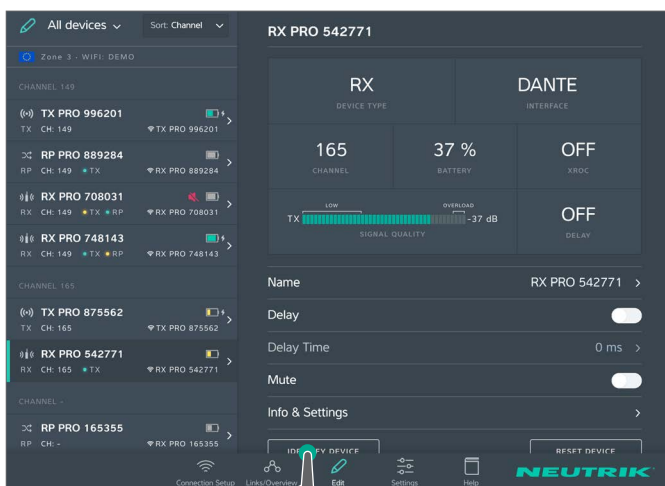 All devices
Sort: Channel
Zone 3 - WIFI: DEMO
CHANNEL 149
TX PRO 996201
TX CH: 149 TX PRO 996201
RP PRO 889284
RP CH: 149 TX RX PRO 889284
RX PRO 708031
RX CH: 149 TX RP RX PRO 708031
RX PRO 748143
RX CH: 149 TX RP RX PRO 748143
CHANNEL 165
TX PRO 875562
TX CH: 165 TX PRO 875562
RX PRO 542771
RX CH: 165 TX RX PRO 542771
CHANNEL -
RP PRO 165355
RP CH: - RX PRO 165355
RX PRO 542771
RX
DEVICE TYPE
DANTE
INTERFACE
165
CHANNEL
37 %
BATTERY
OFF
XROC
LOW OVERLOAD
TX -37 dB
SIGNAL QUALITY
OFF
DELAY
Name RX PRO 542771
Delay
Delay Time 0 ms
Mute
Info & Settings
DEVICE
RESET DEVICE
Connection Setup
Links/Overview
Edit
Settings
Help
NEUTRIK